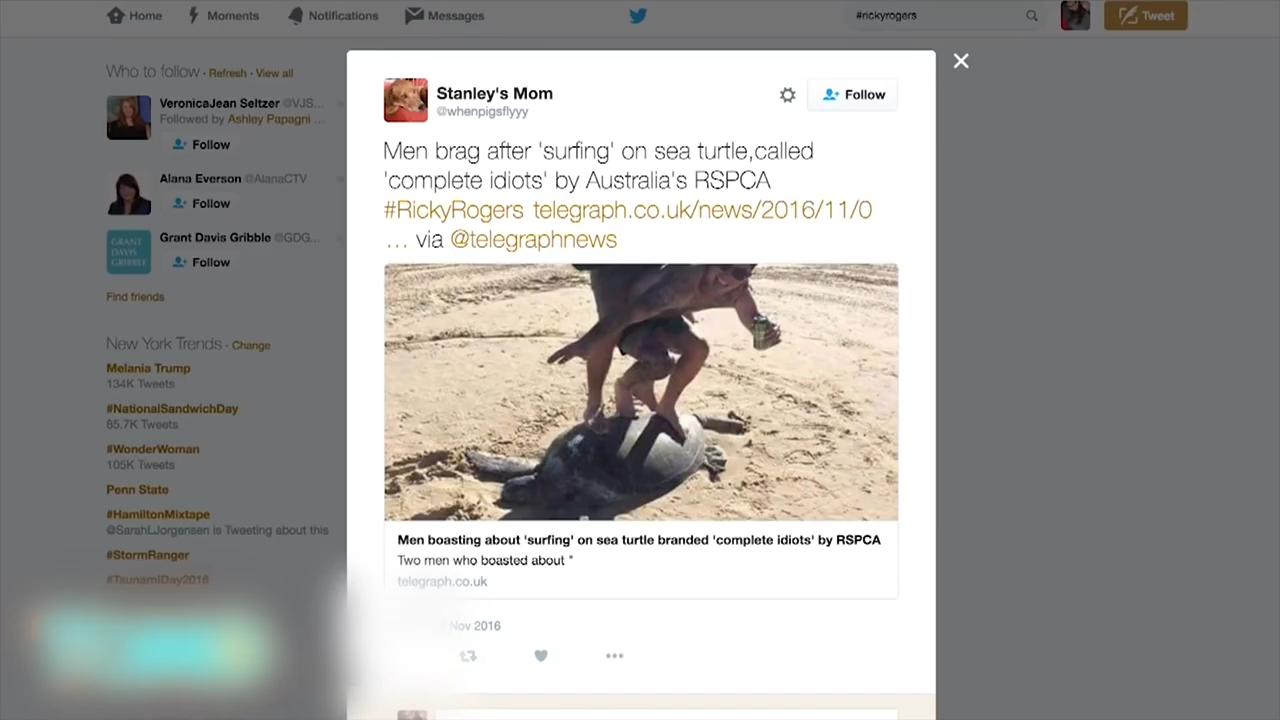 Home
Moments
Notifications
Messages
#rickyrogers
Tweet
Who to follow · Refresh · View all
VeronicaJean Seltzer @VJS...
Followed by Ashley Papagni ...
Follow
Alana Everson @AlanaCTV
Follow
GRANT
DAVIS
GRIBBLE
Grant Davis Gribble @GDG...
Follow
Find friends
New York Trends · Change
Melania Trump
134K Tweets
#NationalSandwichDay
85.7K Tweets
#WonderWoman
105K Tweets
Penn State
#HamiltonMixtape
@SarahLJorgensen is Tweeting about this
#StormRanger
#TsunamiDay2016
Stanley's Mom
@whenpigsflyyy
Follow
Men brag after 'surfing' on sea turtle,called
'complete idiots' by Australia's RSPCA
#RickyRogers telegraph.co.uk/news/2016/11/0
... via @telegraphnews
Men boasting about 'surfing' on sea turtle branded 'complete idiots' by RSPCA
Two men who boasted about "
telegraph.co.uk
Nov 2016